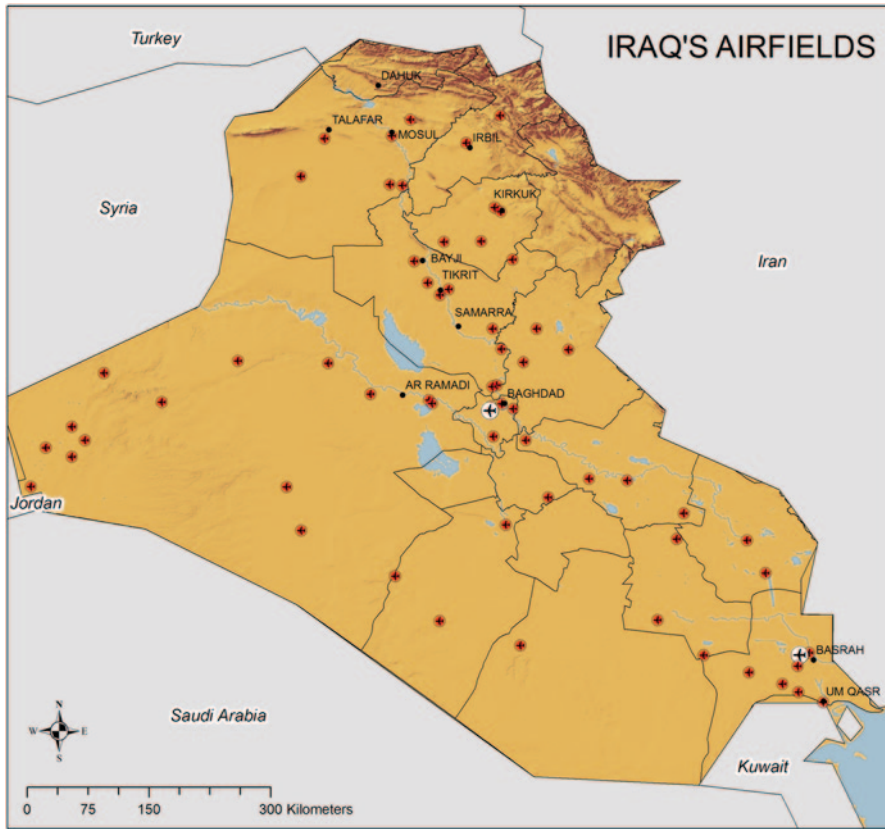 IRAQ'S AIRFIELDS
Turkey
DAHUK
TALAFAR
MOSUL
IRBIL
Syria
KIRKUK
Iran
BAYJI
TIKRIT
SAMARRA
AR RAMADI
BAGHDAD
Jordan
BASRAH
UM QASR
Saudi Arabia
Kuwait
N
W E
S
0 75 150 300 Kilometers